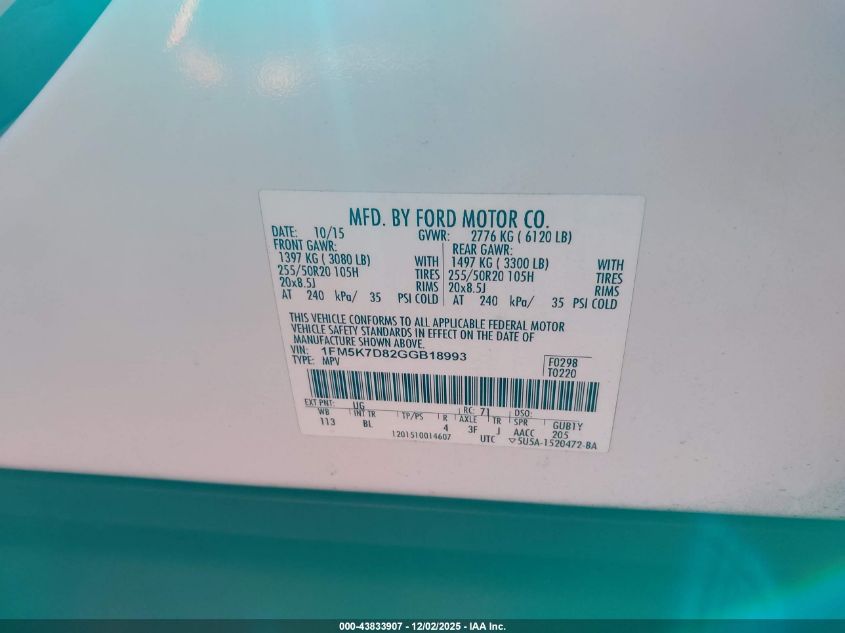 MFD. BY FORD MOTOR CO.
DATE: 10/15 GVWR: 2776 KG ( 6120 LB)
FRONT GAWR: REAR GAWR:
1397 KG ( 3080 LB) WITH 1497 KG ( 3300 LB) WITH
255/50R20 105H TIRES 255/50R20 105H TIRES
20x8.5J RIMS 20x8.5J RIMS
AT 240 kPa/ 35 PSI COLD AT 240 kPa/ 35 PSI COLD
THIS VEHICLE CONFORMS TO ALL APPLICABLE FEDERAL MOTOR
VEHICLE SAFETY STANDARDS IN EFFECT ON THE DATE OF
MANUFACTURE SHOWN ABOVE.
VIN: 1FM5K7D82GGB18993 F0298
TYPE: MPV T0220
EXT PNT: UG RC: 71 DSO:
WB INT TR TP/PS R AXLE TR SPR GUBTY
113 BL 4 3F J AACC 205
1201510014607 UTC ▽5U5A-1520472-BA
000-43833907 - 12/02/2025 - IAA Inc.